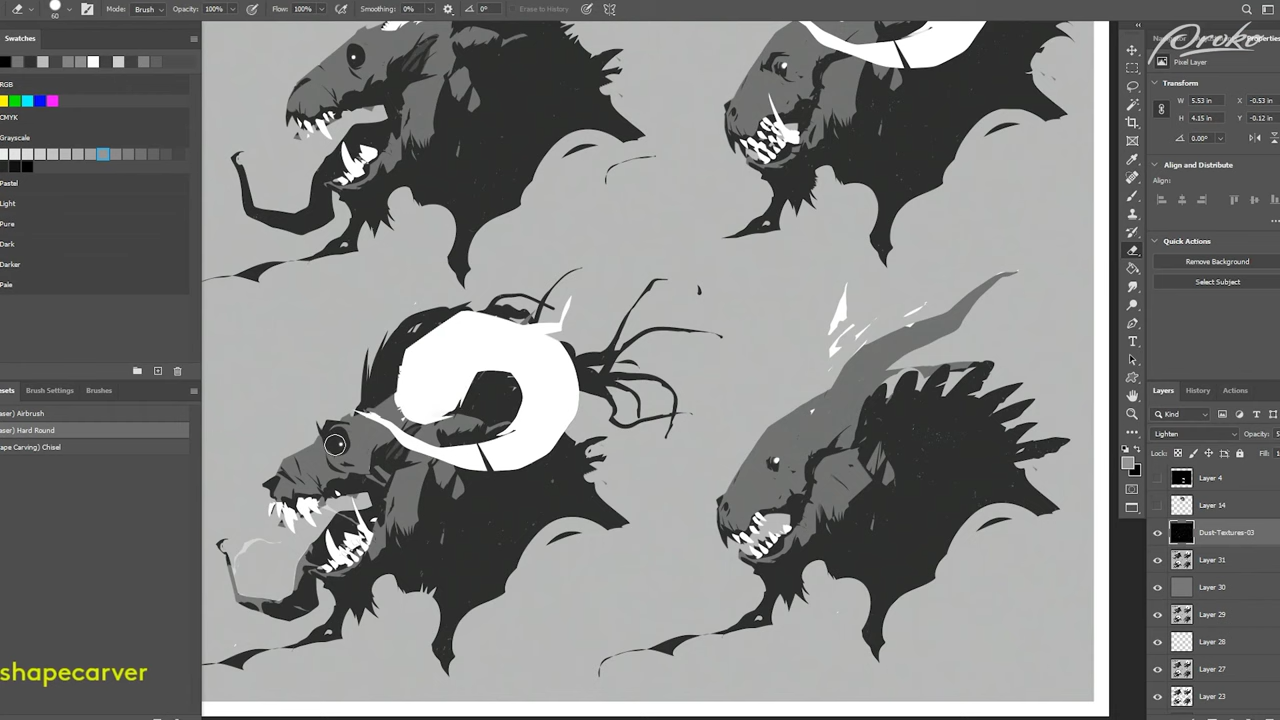 60
Mode: Brush
Opacity: 100%
Flow: 100%
Smoothing: 0%
0°
Erase to History
Proko
Swatches
RGB
CMYK
Grayscale
Pastel
Light
Pure
Dark
Darker
Pale
Brush Settings
Brushes
Airbrush
Hard Round
Chisel
shapecarver
Pixel Layer
Transform
W 5.53 in X -0.53 in
H 4.15 in Y -0.12 in
0.00°
Align and Distribute
Align:
Quick Actions
Remove Background
Select Subject
Layers History Actions
Kind
Lighten Opacity:
Lock: Fill:
Layer 4
Layer 14
Dust-Textures-03
Layer 31
Layer 30
Layer 29
Layer 28
Layer 27
Layer 23